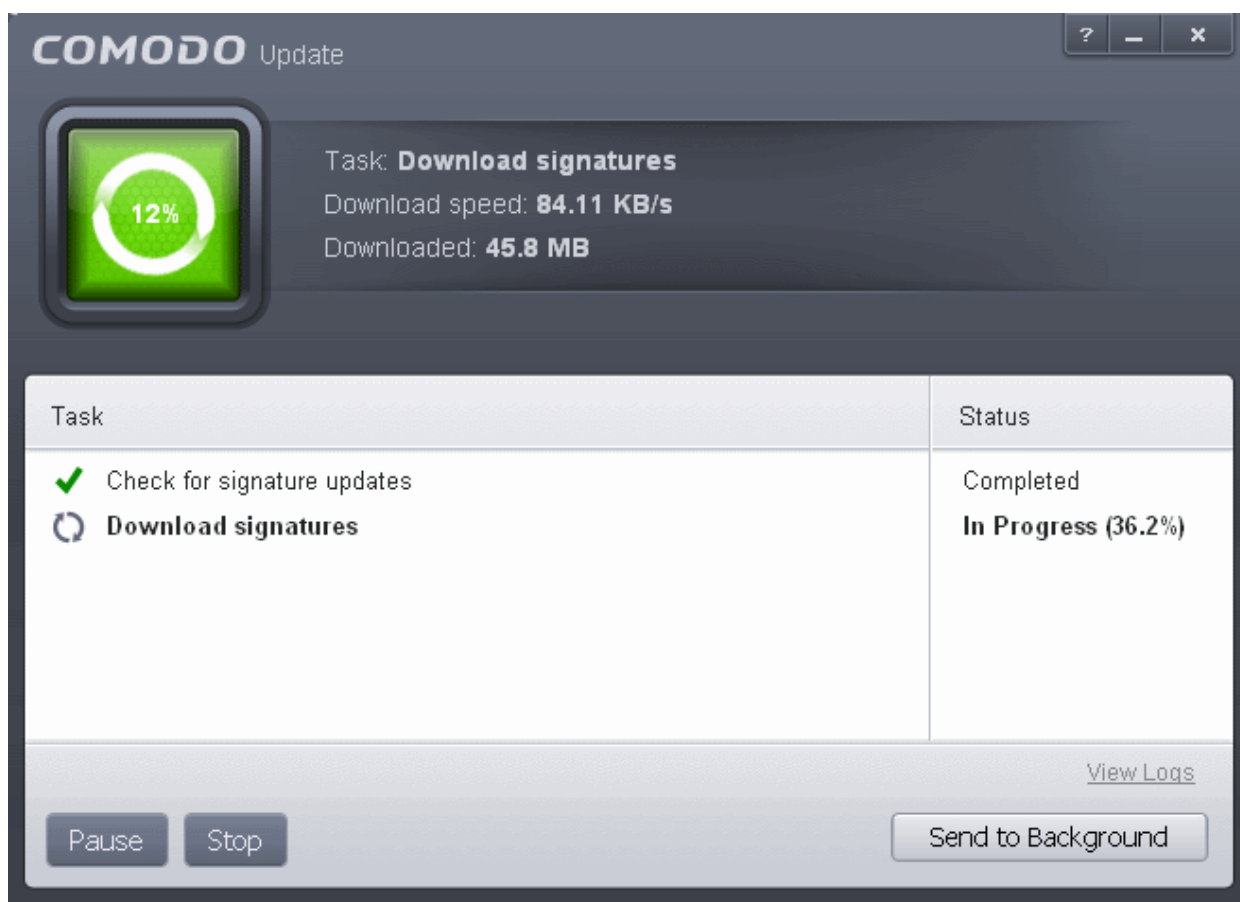 COMODO Update
?
12%
Task: Download signatures
Download speed: 84.11 KB/s
Downloaded: 45.8 MB
Task Status
Check for signature updates Completed
Download signatures In Progress (36.2%)
View Logs
Pause Stop Send to Background